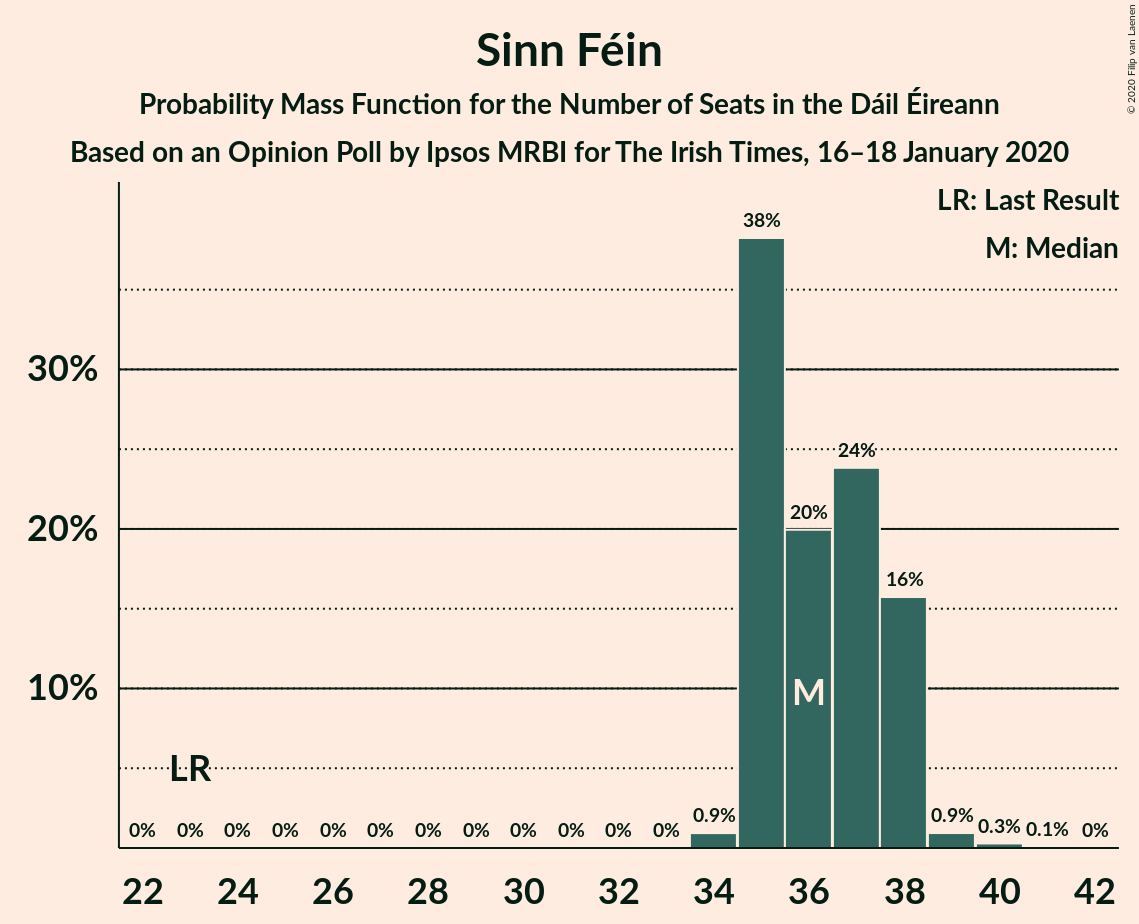 Sinn Féin
Probability Mass Function for the Number of Seats in the Dáil Éireann
Based on an Opinion Poll by Ipsos MRBI for The Irish Times, 16–18 January 2020
© 2020 Filip van Laenen
LR: Last Result
M: Median
38%
30%
24%
20%
20%
16%
10%
M
LR
0% 0% 0% 0% 0% 0% 0% 0% 0% 0% 0% 0% 0.9% 0.9% 0.3% 0.1% 0%
22 24 26 28 30 32 34 36 38 40 42